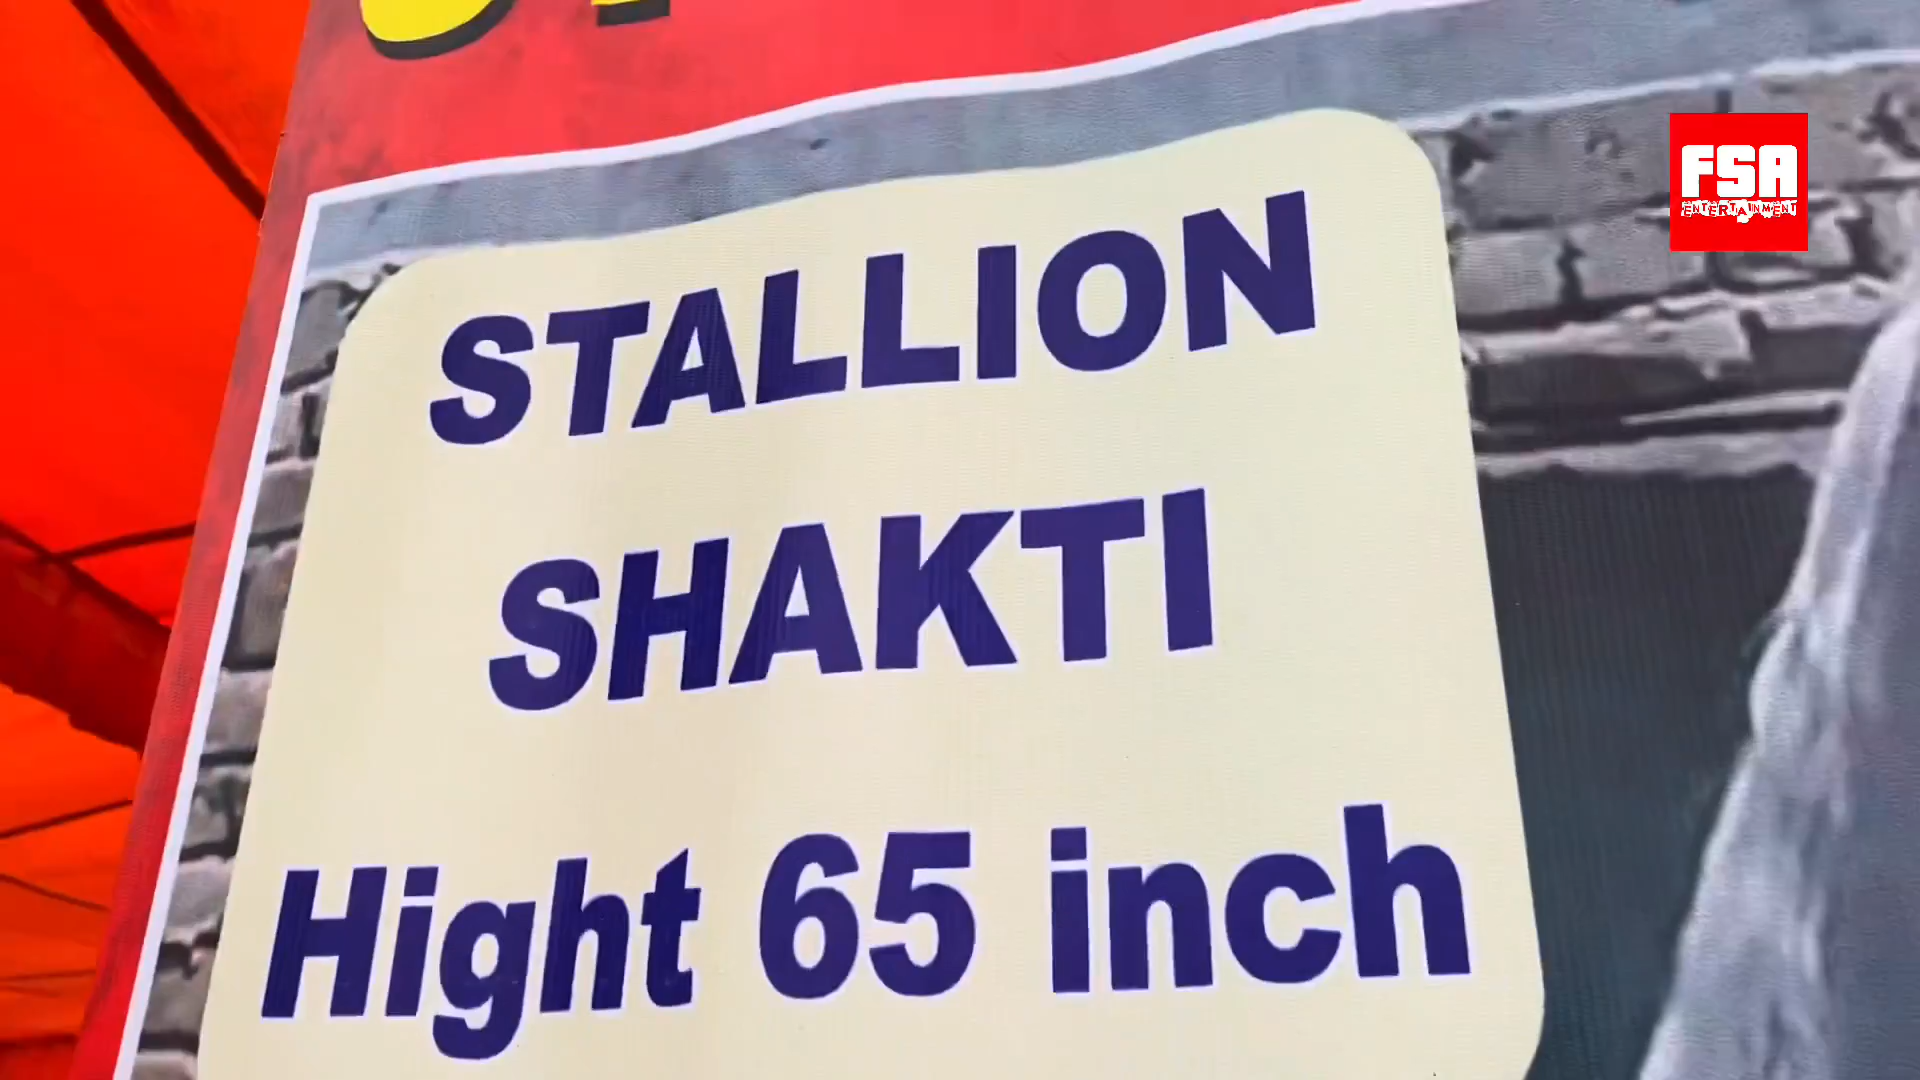 STALLION
SHAKTI
Hight 65 inch
FSA
ENTERTAINMENT